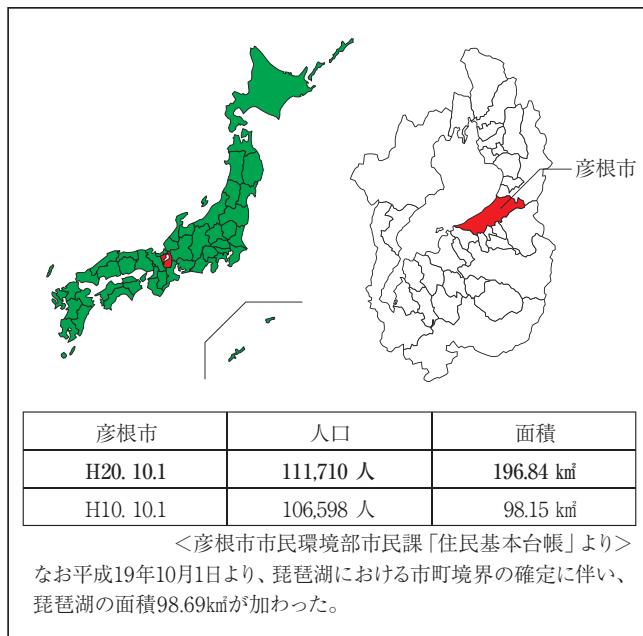 彦根市
彦根市 人口 面積
H20. 10.1 111,710 人 196.84 ㎢
H10. 10.1 106,598 人 98.15 ㎢
<彦根市市民環境部市民課「住民基本台帳」より>
なお平成19年10月1日より、琵琶湖における市町境界の確定に伴い、
琵琶湖の面積98.69㎢が加わった。